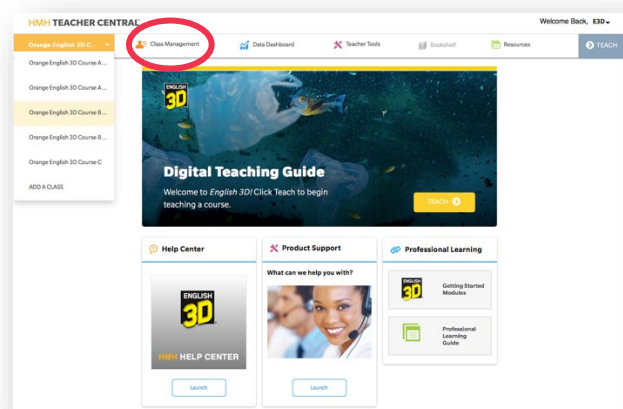 HMH TEACHER CENTRAL
Welcome Back, E3D
Orange English 3D C...
Class Management
Data Dashboard
Teacher Tools
Bookshelf
Resources
TEACH
Orange English 3D Course A ...
Orange English 3D Course A ...
Orange English 3D Course B ...
Orange English 3D Course B ...
Orange English 3D Course C
ADD A CLASS
ENGLISH
3D
Digital Teaching Guide
Welcome to English 3D! Click Teach to begin
teaching a course.
TEACH
Help Center
ENGLISH
3D
HMH HELP CENTER
Launch
Product Support
What can we help you with?
Launch
Professional Learning
ENGLISH
3D
Getting Started
Modules
Professional
Learning
Guide